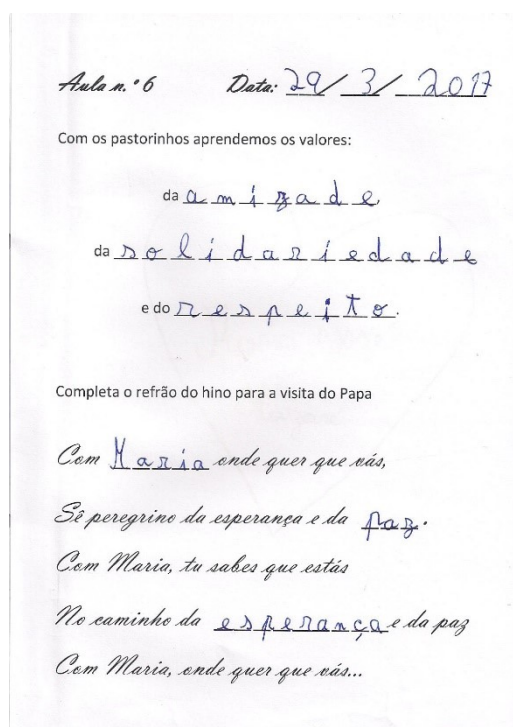 Aula n.º 6 Data: 29/ 3/ 2017
Com os pastorinhos aprendemos os valores:
da amizade,
da solidariedade
e do respeito.
Completa o refrão do hino para a visita do Papa
Com Maria onde quer que vás,
Sê peregrino da esperança e da paz.
Com Maria, tu sabes que estás
No caminho da esperança e da paz
Com Maria, onde quer que vás...